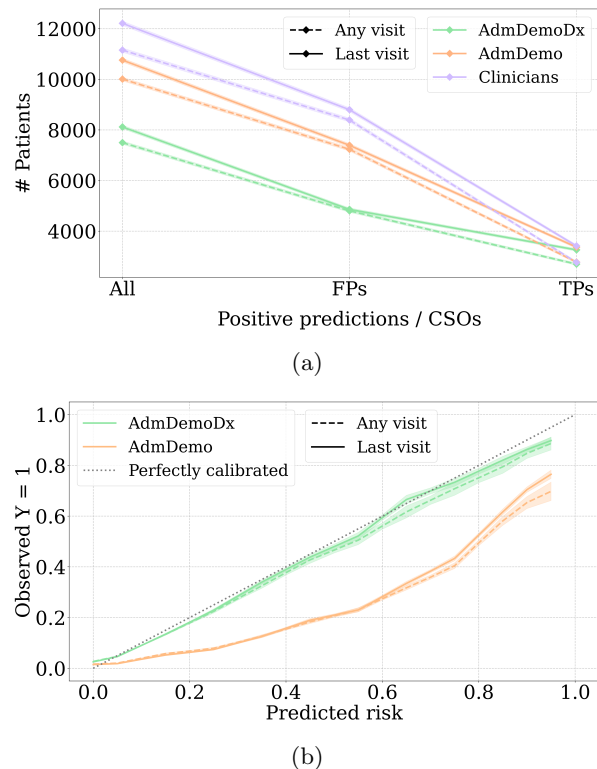 12000
10000
8000
6000
4000
# Patients
Any visit
Last visit
AdmDemoDx
AdmDemo
Clinicians
All
FPs
TPs
Positive predictions / CSOs
(a)
1.0
0.8
0.6
0.4
0.2
0.0
Observed Y = 1
AdmDemoDx
AdmDemo
Perfectly calibrated
Any visit
Last visit
0.0
0.2
0.4
0.6
0.8
1.0
Predicted risk
(b)